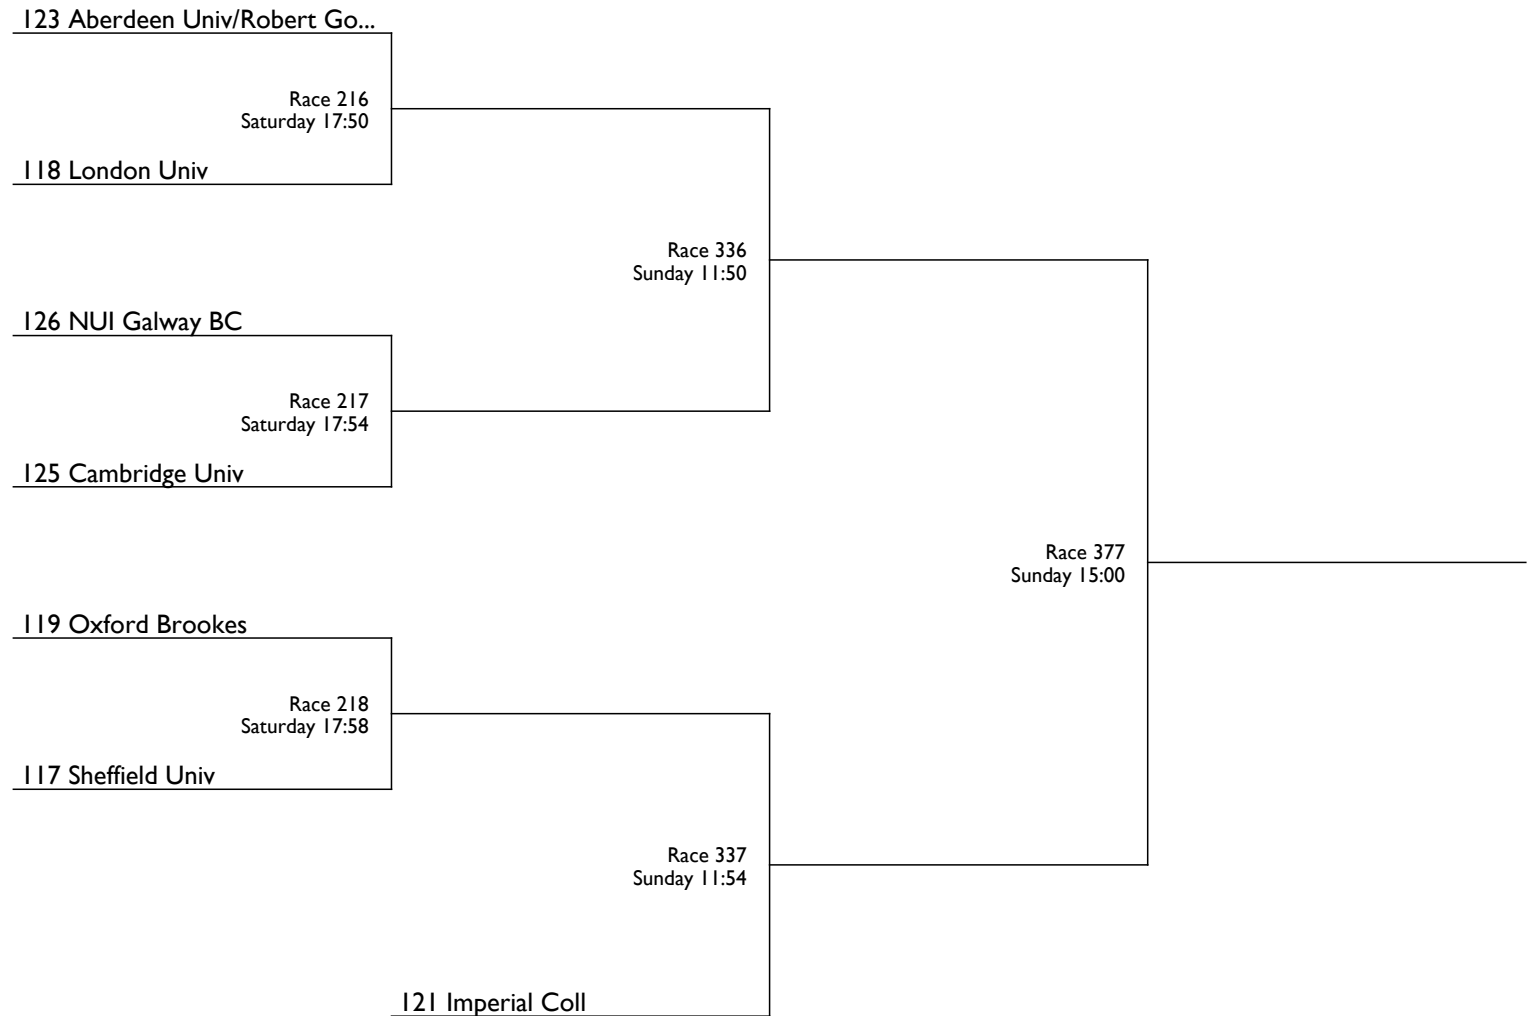 123 Aberdeen Univ/Robert Go...
Race 216
Saturday 17:50
118 London Univ
Race 336
Sunday 11:50
126 NUI Galway BC
Race 217
Saturday 17:54
125 Cambridge Univ
Race 377
Sunday 15:00
119 Oxford Brookes
Race 218
Saturday 17:58
117 Sheffield Univ
Race 337
Sunday 11:54
121 Imperial Coll